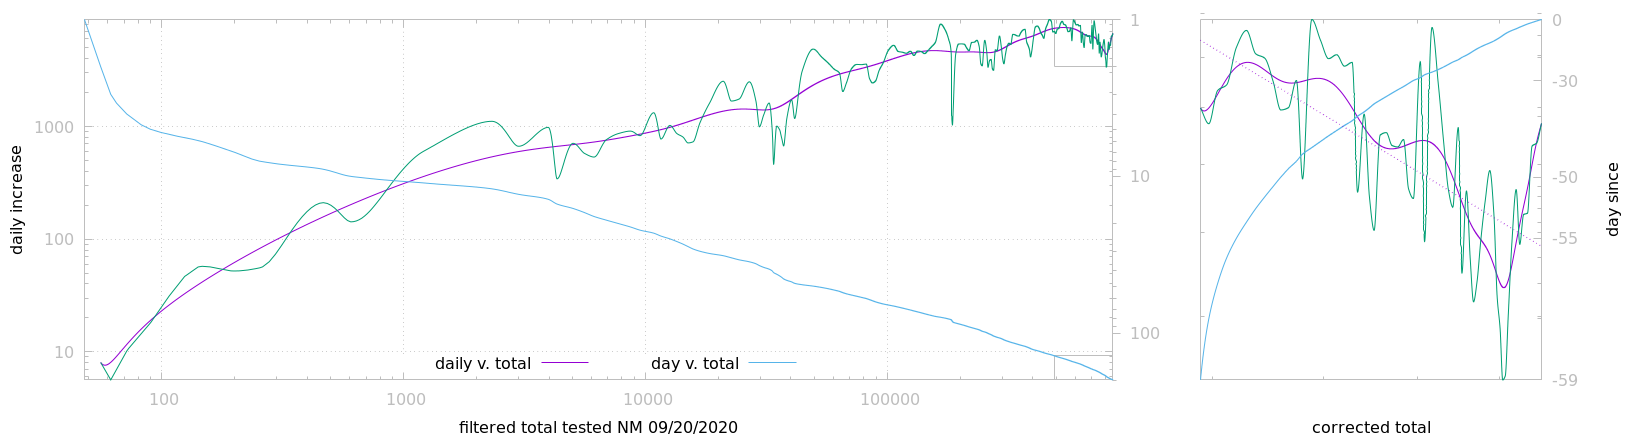 daily increase
1000
100
10
100
1000
10000
100000
1
10
100
daily v. total
day v. total
filtered total tested NM 09/20/2020
0
-30
-50
-55
-59
day since
corrected total